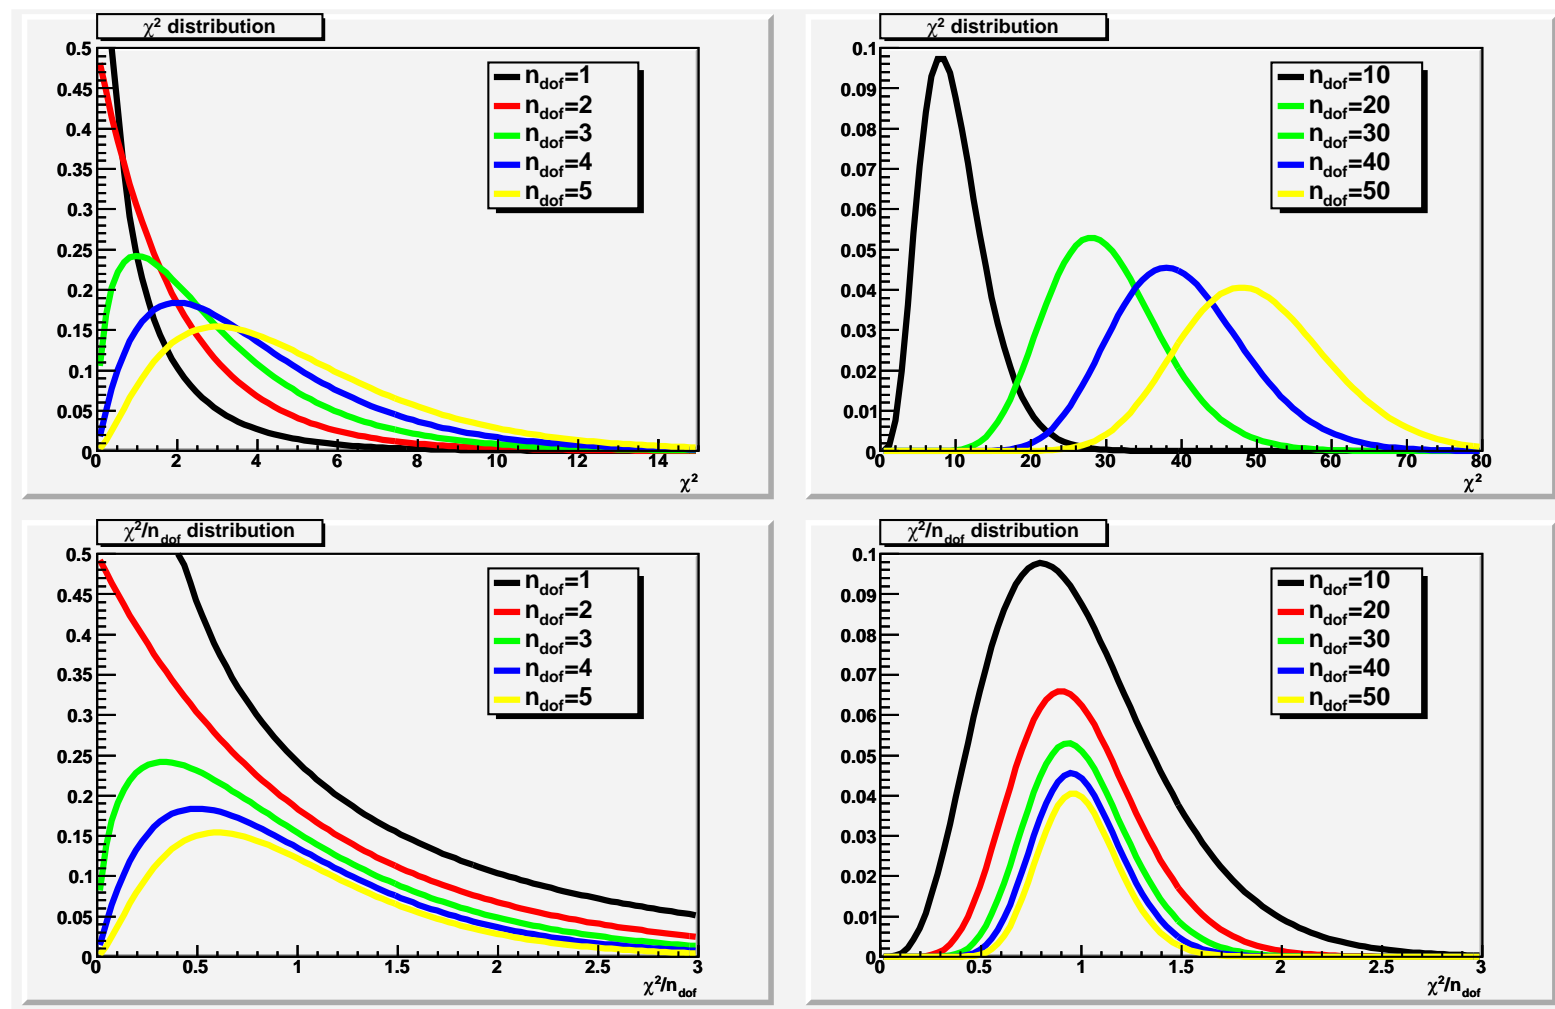 χ² distribution
0.5
0.45
0.4
0.35
0.3
0.25
0.2
0.15
0.1
0.05
0
0 2 4 6 8 10 12 14
χ²
n_dof=1
n_dof=2
n_dof=3
n_dof=4
n_dof=5
χ² distribution
0.1
0.09
0.08
0.07
0.06
0.05
0.04
0.03
0.02
0.01
0
0 10 20 30 40 50 60 70 80
χ²
n_dof=10
n_dof=20
n_dof=30
n_dof=40
n_dof=50
χ²/n_dof distribution
0.5
0.45
0.4
0.35
0.3
0.25
0.2
0.15
0.1
0.05
0
0 0.5 1 1.5 2 2.5 3
χ²/n_dof
n_dof=1
n_dof=2
n_dof=3
n_dof=4
n_dof=5
χ²/n_dof distribution
0.1
0.09
0.08
0.07
0.06
0.05
0.04
0.03
0.02
0.01
0
0 0.5 1 1.5 2 2.5 3
χ²/n_dof
n_dof=10
n_dof=20
n_dof=30
n_dof=40
n_dof=50